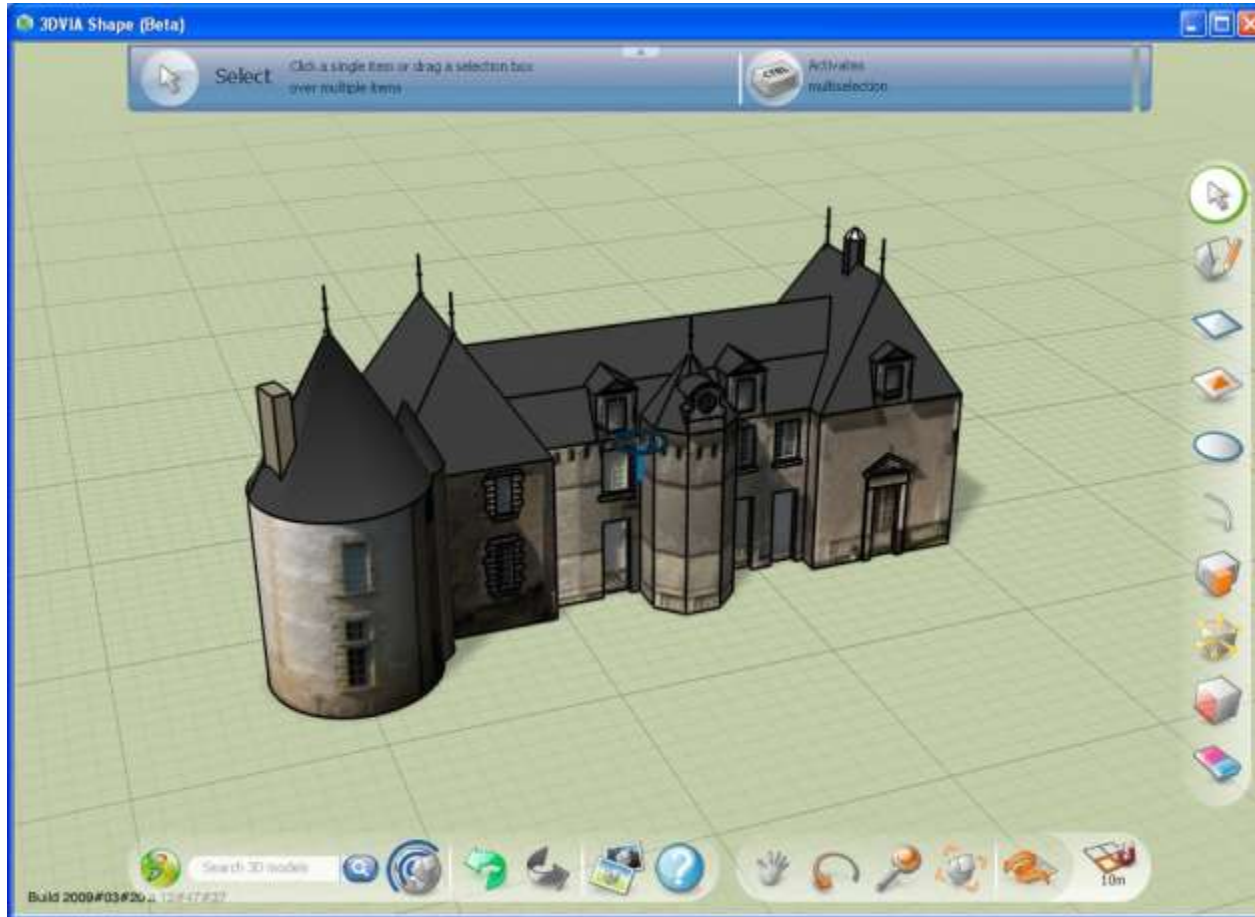 3DVIA Shape (Beta)
Select
Click a single item or drag a selection box
over multiple items
CTRL
Activates
multiselection
Search 3D models
10m
Build 2009#03#20